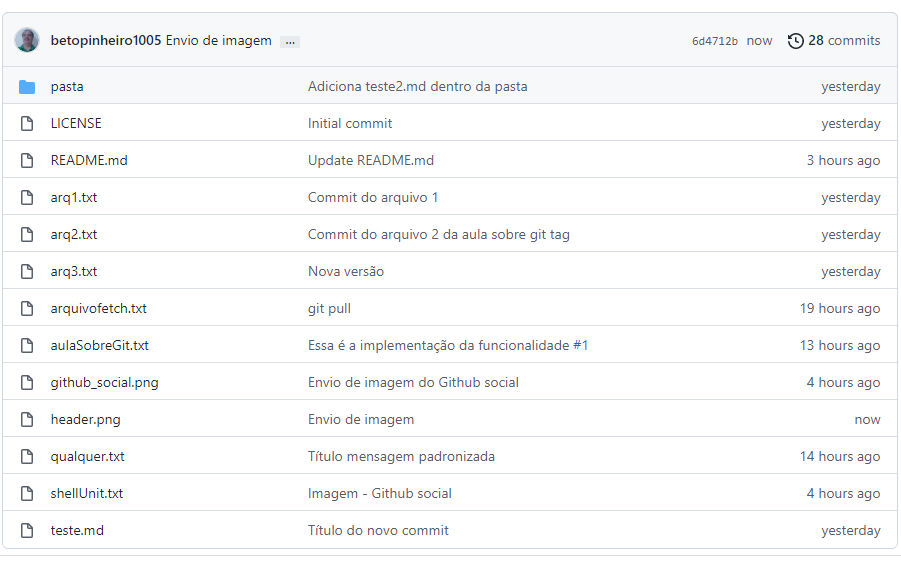 betopinheiro1005 Envio de imagem ... 6d4712b now 28 commits
pasta Adiciona teste2.md dentro da pasta yesterday
LICENSE Initial commit yesterday
README.md Update README.md 3 hours ago
arq1.txt Commit do arquivo 1 yesterday
arq2.txt Commit do arquivo 2 da aula sobre git tag yesterday
arq3.txt Nova versão yesterday
arquivofetch.txt git pull 19 hours ago
aulaSobreGit.txt Essa é a implementação da funcionalidade #1 13 hours ago
github_social.png Envio de imagem do Github social 4 hours ago
header.png Envio de imagem now
qualquer.txt Título mensagem padronizada 14 hours ago
shellUnit.txt Imagem - Github social 4 hours ago
teste.md Título do novo commit yesterday